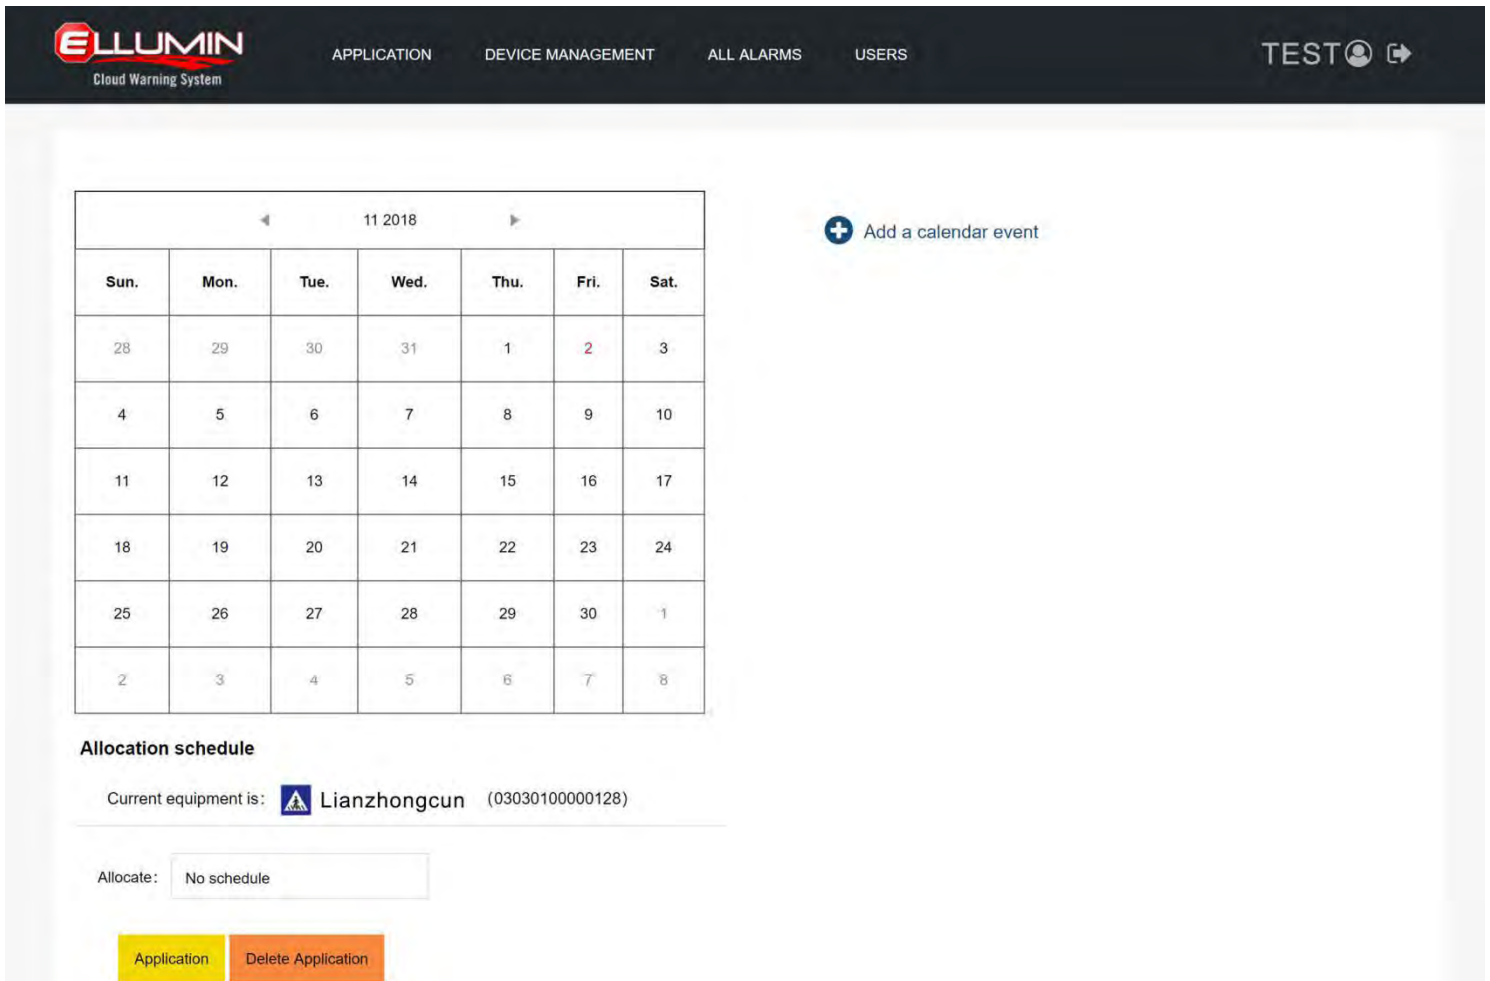 ELLUMIN
Cloud Warning System
APPLICATION DEVICE MANAGEMENT ALL ALARMS USERS
TEST
11 2018
Sun. Mon. Tue. Wed. Thu. Fri. Sat.
28 29 30 31 1 2 3
4 5 6 7 8 9 10
11 12 13 14 15 16 17
18 19 20 21 22 23 24
25 26 27 28 29 30 1
2 3 4 5 6 7 8
Add a calendar event
Allocation schedule
Current equipment is: Lianzhongcun (03030100000128)
Allocate: No schedule
Application Delete Application